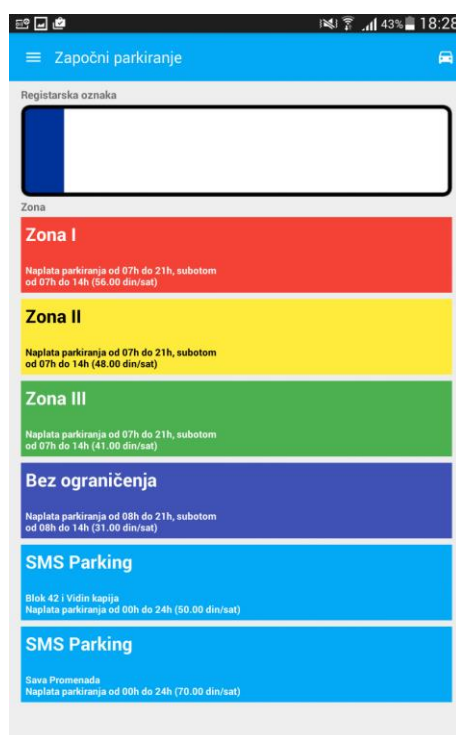 43% 18:28
Započni parkiranje
Registarska oznaka
Zona
Zona I
Naplata parkiranja od 07h do 21h, subotom
od 07h do 14h (56.00 din/sat)
Zona II
Naplata parkiranja od 07h do 21h, subotom
od 07h do 14h (48.00 din/sat)
Zona III
Naplata parkiranja od 07h do 21h, subotom
od 07h do 14h (41.00 din/sat)
Bez ograničenja
Naplata parkiranja od 08h do 21h, subotom
od 08h do 14h (31.00 din/sat)
SMS Parking
Blok 42 i Vidin kapija
Naplata parkiranja od 00h do 24h (50.00 din/sat)
SMS Parking
Sava Promenada
Naplata parkiranja od 00h do 24h (70.00 din/sat)